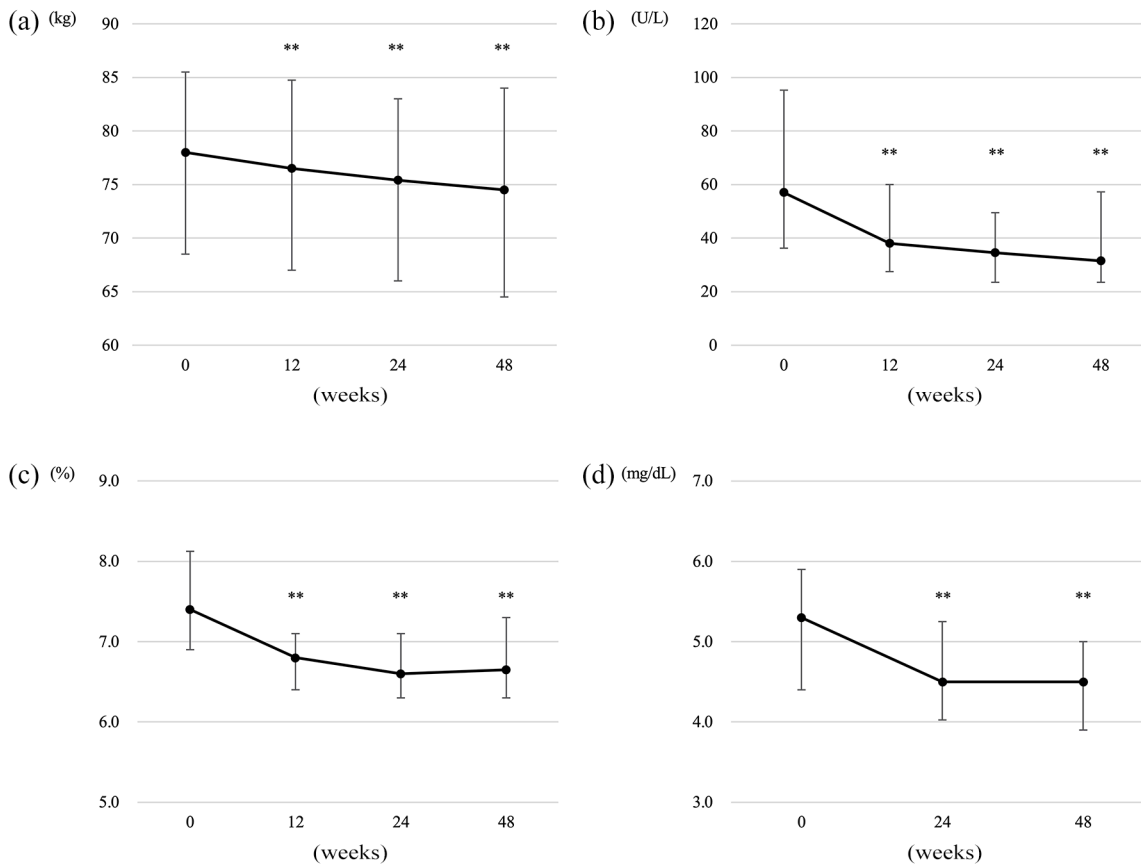 (a) (kg)
90
85
80
75
70
65
60
** ** **
0 12 24 48
(weeks)
(b) (U/L)
120
100
80
60
40
20
0
** ** **
0 12 24 48
(weeks)
(c) (%)
9.0
8.0
7.0
6.0
5.0
** ** **
0 12 24 48
(weeks)
(d) (mg/dL)
7.0
6.0
5.0
4.0
3.0
** **
0 24 48
(weeks)